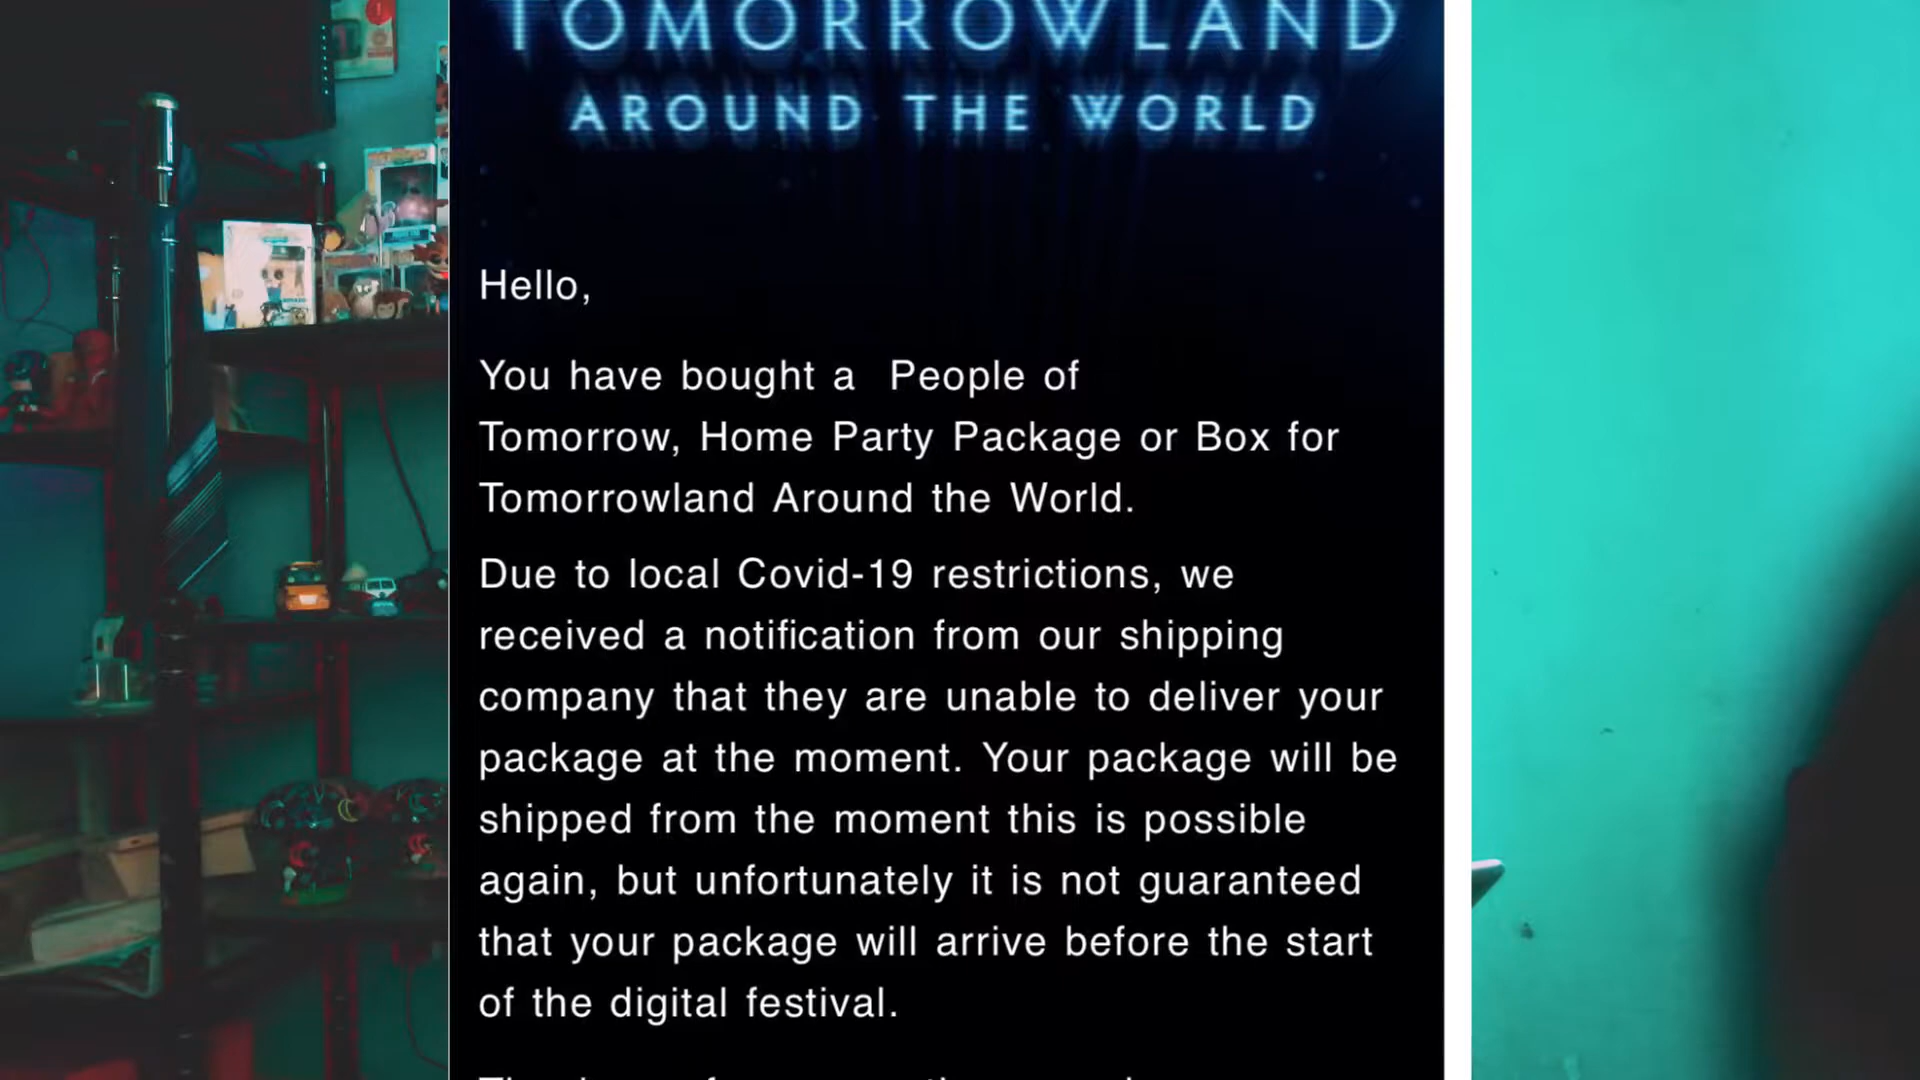 TOMORROWLAND
AROUND THE WORLD
Hello,
You have bought a  People of
Tomorrow, Home Party Package or Box for
Tomorrowland Around the World.
Due to local Covid-19 restrictions, we
received a notification from our shipping
company that they are unable to deliver your
package at the moment. Your package will be
shipped from the moment this is possible
again, but unfortunately it is not guaranteed
that your package will arrive before the start
of the digital festival.